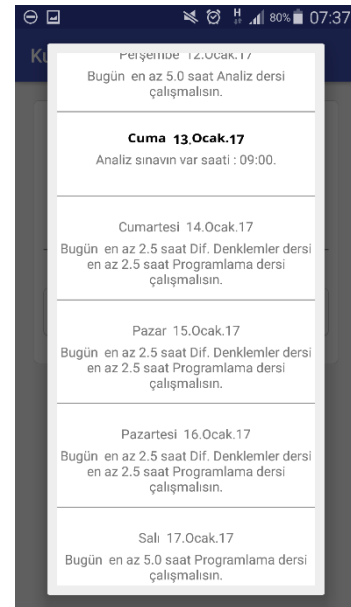 H
80%
07:37
Ku
Perşembe 12.Ocak.17
Bugün en az 5.0 saat Analiz dersi
çalışmalısın.
Cuma 13.Ocak.17
Analiz sınavın var saati : 09:00.
Cumartesi 14.Ocak.17
Bugün en az 2.5 saat Dif. Denklemler dersi
en az 2.5 saat Programlama dersi
çalışmalısın.
Pazar 15.Ocak.17
Bugün en az 2.5 saat Dif. Denklemler dersi
en az 2.5 saat Programlama dersi
çalışmalısın.
Pazartesi 16.Ocak.17
Bugün en az 2.5 saat Dif. Denklemler dersi
en az 2.5 saat Programlama dersi
çalışmalısın.
Salı 17.Ocak.17
Bugün en az 5.0 saat Programlama dersi
çalışmalısın.